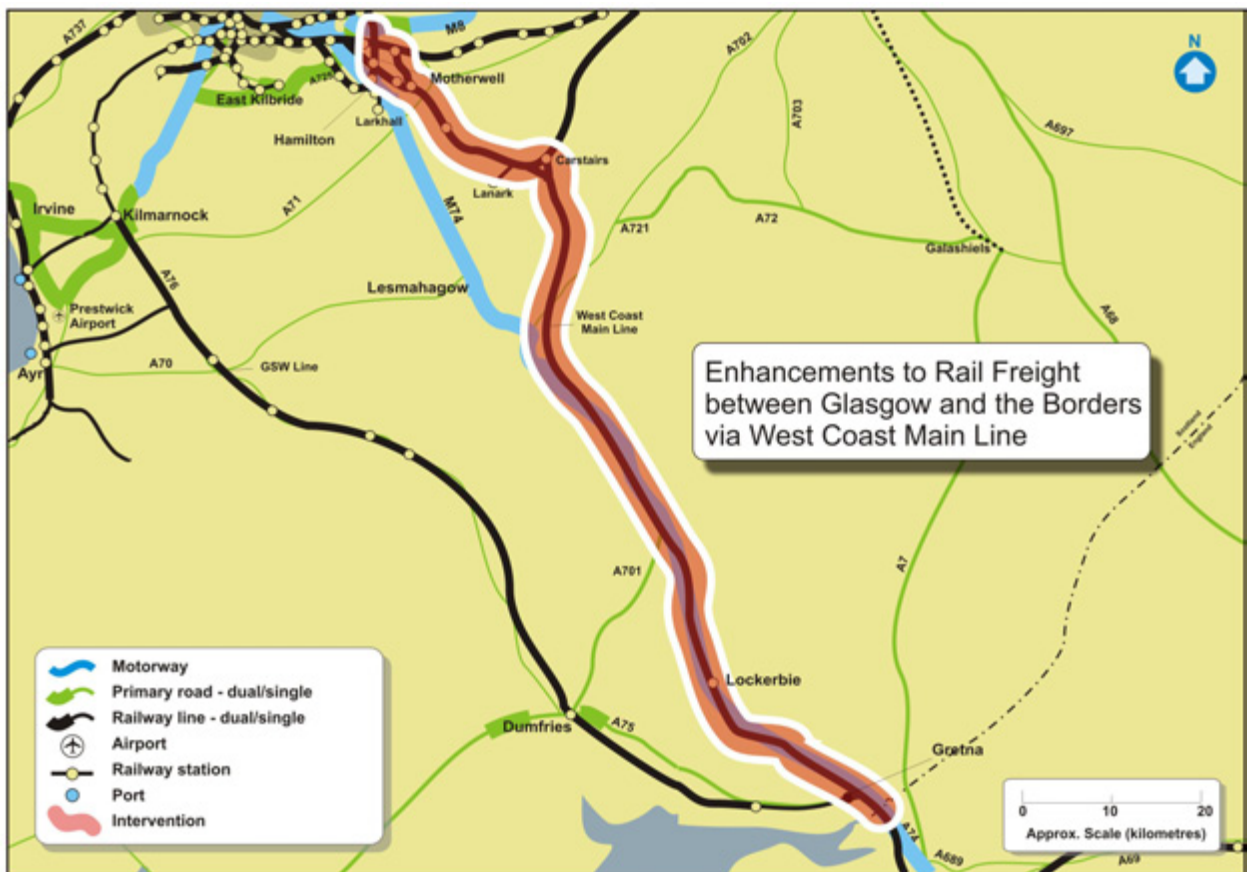 A737
M8
A702
N
A725
Motherwell
East Kilbride
A703
A697
Hamilton
Larkhall
Carstairs
Lanark
Irvine
Kilmarnock
A71
M74
A721
A72
Galashiels
A76
Lesmahagow
Prestwick
Airport
West Coast
Main Line
A68
Ayr
A70
GSW Line
Enhancements to Rail Freight
between Glasgow and the Borders
via West Coast Main Line
Scotland
England
A701
A7
Lockerbie
Motorway
Primary road - dual/single
Railway line - dual/single
Airport
Railway station
Port
Intervention
Dumfries
A75
Gretna
0 10 20
Approx. Scale (kilometres)
A74
A689
A69